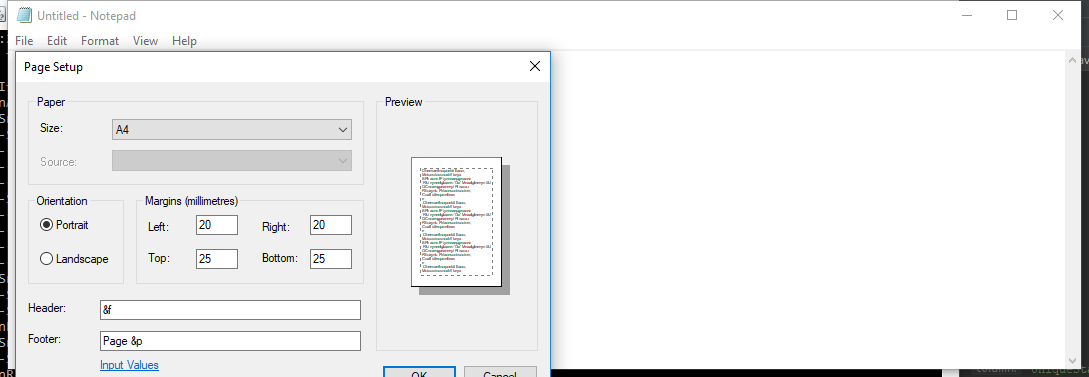 Untitled - Notepad
File Edit Format View Help
Page Setup
Paper
Size: A4
Source:
Orientation
Portrait
Landscape
Margins (millimetres)
Left: 20 Right: 20
Top: 25 Bottom: 25
Preview
Header: &f
Footer: Page &p
Input Values
OK Cancel
column: